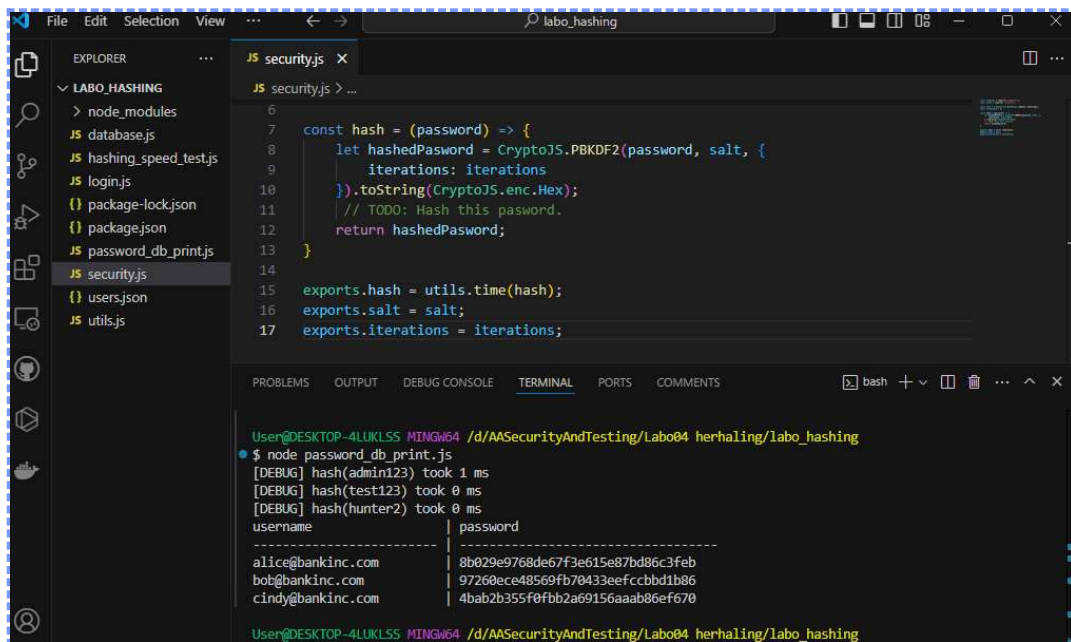 File Edit Selection View ... labo_hashing
EXPLORER ...
LABO_HASHING
node_modules
JS database.js
JS hashing_speed_test.js
JS login.js
{} package-lock.json
{} package.json
JS password_db_print.js
JS security.js
{} users.json
JS utils.js
JS security.js
JS security.js > ...
6
7 const hash = (password) => {
8 let hashedPasword = CryptoJS.PBKDF2(password, salt, {
9 iterations: iterations
10 }).toString(CryptoJS.enc.Hex);
11 // TODO: Hash this pasword.
12 return hashedPasword;
13 }
14
15 exports.hash = utils.time(hash);
16 exports.salt = salt;
17 exports.iterations = iterations;
PROBLEMS OUTPUT DEBUG CONSOLE TERMINAL PORTS COMMENTS bash
User@DESKTOP-4LUKLSS MINGW64 /d/AASecurityAndTesting/Labo04 herhaling/labo_hashing
$ node password_db_print.js
[DEBUG] hash(admin123) took 1 ms
[DEBUG] hash(test123) took 0 ms
[DEBUG] hash(hunter2) took 0 ms
username | password
------------------------ | ---------------------------------
alice@bankinc.com | 8b029e9768de67f3e615e87bd86c3feb
bob@bankinc.com | 97260ece48569fb70433eefccbbd1b86
cindy@bankinc.com | 4bab2b355f0fbb2a69156aaab86ef670
User@DESKTOP-4LUKLSS MINGW64 /d/AASecurityAndTesting/Labo04 herhaling/labo_hashing